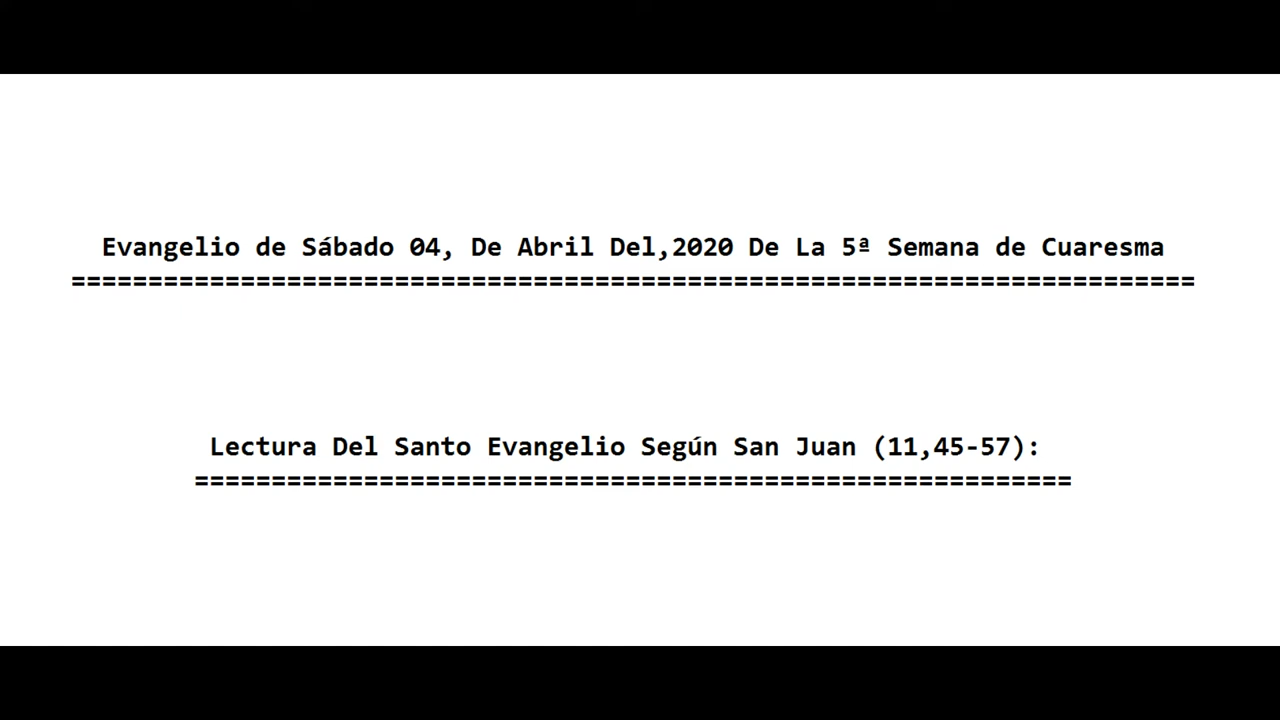 Evangelio de Sábado 04, De Abril Del,2020 De La 5ª Semana de Cuaresma
=========================================================================
Lectura Del Santo Evangelio Según San Juan (11,45-57):
=========================================================